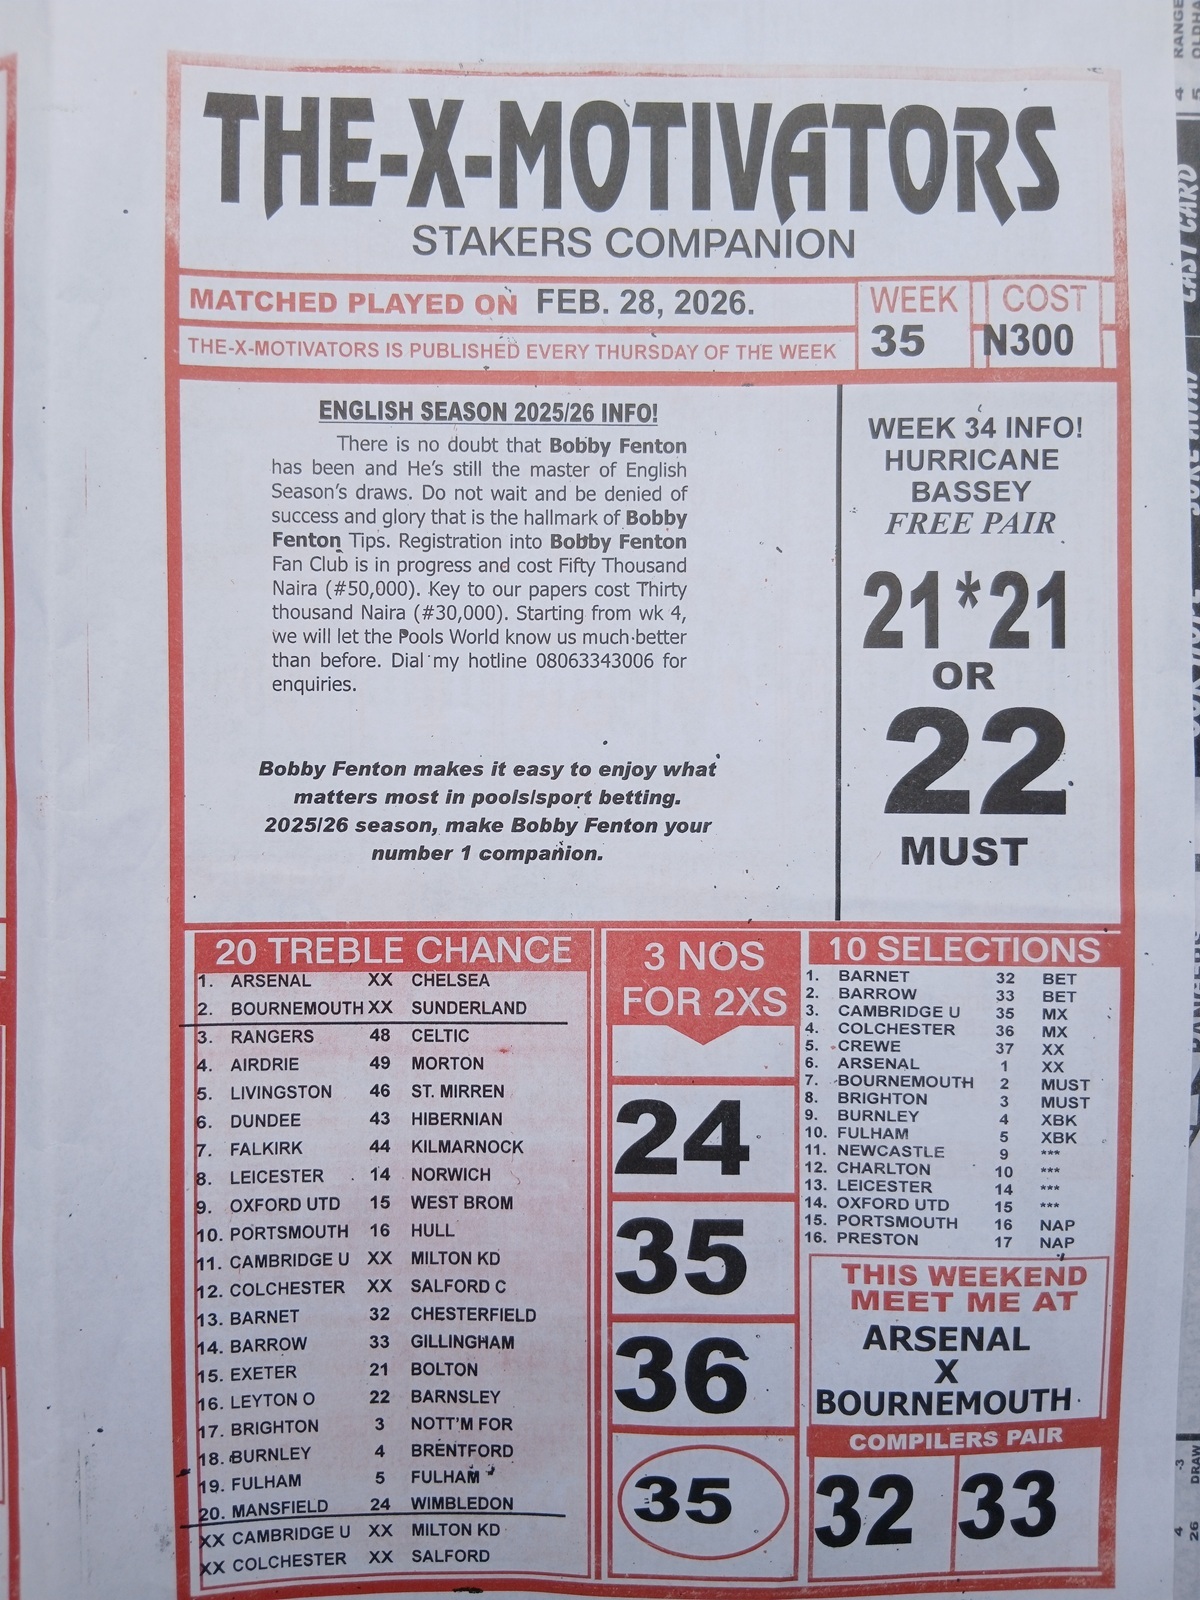 THE-X-MOTIVATORS
STAKERS COMPANION
MATCHED PLAYED ON FEB. 28, 2026.
THE-X-MOTIVATORS IS PUBLISHED EVERY THURSDAY OF THE WEEK
WEEK
35
COST
N300
ENGLISH SEASON 2025/26 INFO!
There is no doubt that Bobby Fenton
has been and He's still the master of English
Season's draws. Do not wait and be denied of
success and glory that is the hallmark of Bobby
Fenton Tips. Registration into Bobby Fenton
Fan Club is in progress and cost Fifty Thousand
Naira (#50,000). Key to our papers cost Thirty
thousand Naira (#30,000). Starting from wk 4,
we will let the Pools World know us much better
than before. Dial my hotline 08063343006 for
enquiries.
Bobby Fenton makes it easy to enjoy what
matters most in pools/sport betting.
2025/26 season, make Bobby Fenton your
number 1 companion.
WEEK 34 INFO!
HURRICANE
BASSEY
FREE PAIR
21*21
OR
22
MUST
20 TREBLE CHANCE
1. ARSENAL XX CHELSEA
2. BOURNEMOUTH XX SUNDERLAND
3. RANGERS 48 CELTIC
4. AIRDRIE 49 MORTON
5. LIVINGSTON 46 ST. MIRREN
6. DUNDEE 43 HIBERNIAN
7. FALKIRK 44 KILMARNOCK
8. LEICESTER 14 NORWICH
9. OXFORD UTD 15 WEST BROM
10. PORTSMOUTH 16 HULL
11. CAMBRIDGE U XX MILTON KD
12. COLCHESTER XX SALFORD C
13. BARNET 32 CHESTERFIELD
14. BARROW 33 GILLINGHAM
15. EXETER 21 BOLTON
16. LEYTON O 22 BARNSLEY
17. BRIGHTON 3 NOTT'M FOR
18. BURNLEY 4 BRENTFORD
19. FULHAM 5 FULHAM
20. MANSFIELD 24 WIMBLEDON
XX CAMBRIDGE U XX MILTON KD
XX COLCHESTER XX SALFORD
3 NOS
FOR 2XS
24
35
36
35
10 SELECTIONS
1. BARNET 32 BET
2. BARROW 33 BET
3. CAMBRIDGE U 35 MX
4. COLCHESTER 36 MX
5. CREWE 37 XX
6. ARSENAL 1 XX
7. BOURNEMOUTH 2 MUST
8. BRIGHTON 3 MUST
9. BURNLEY 4 XBK
10. FULHAM 5 XBK
11. NEWCASTLE 9 ***
12. CHARLTON 10 ***
13. LEICESTER 14 ***
14. OXFORD UTD 15 ***
15. PORTSMOUTH 16 NAP
16. PRESTON 17 NAP
THIS WEEKEND
MEET ME AT
ARSENAL
X
BOURNEMOUTH
COMPILERS PAIR
32 33
4 RANGE
5 OLDHA
LAST CARD